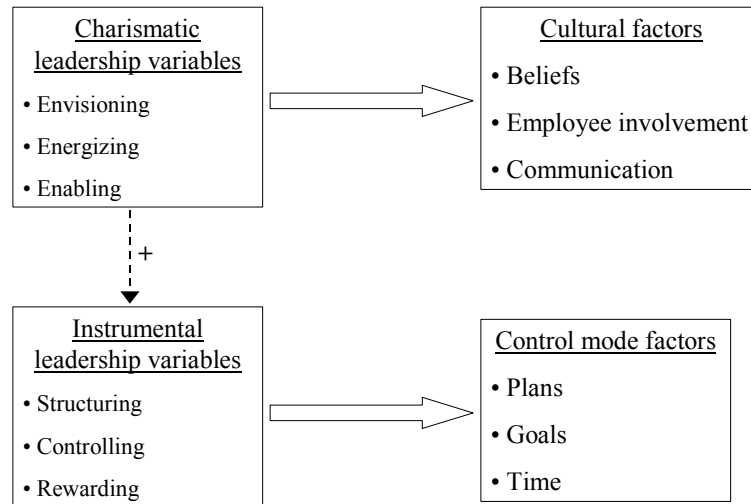 Charismatic
leadership variables
• Envisioning
• Energizing
• Enabling
Cultural factors
• Beliefs
• Employee involvement
• Communication
+
Instrumental
leadership variables
• Structuring
• Controlling
• Rewarding
Control mode factors
• Plans
• Goals
• Time